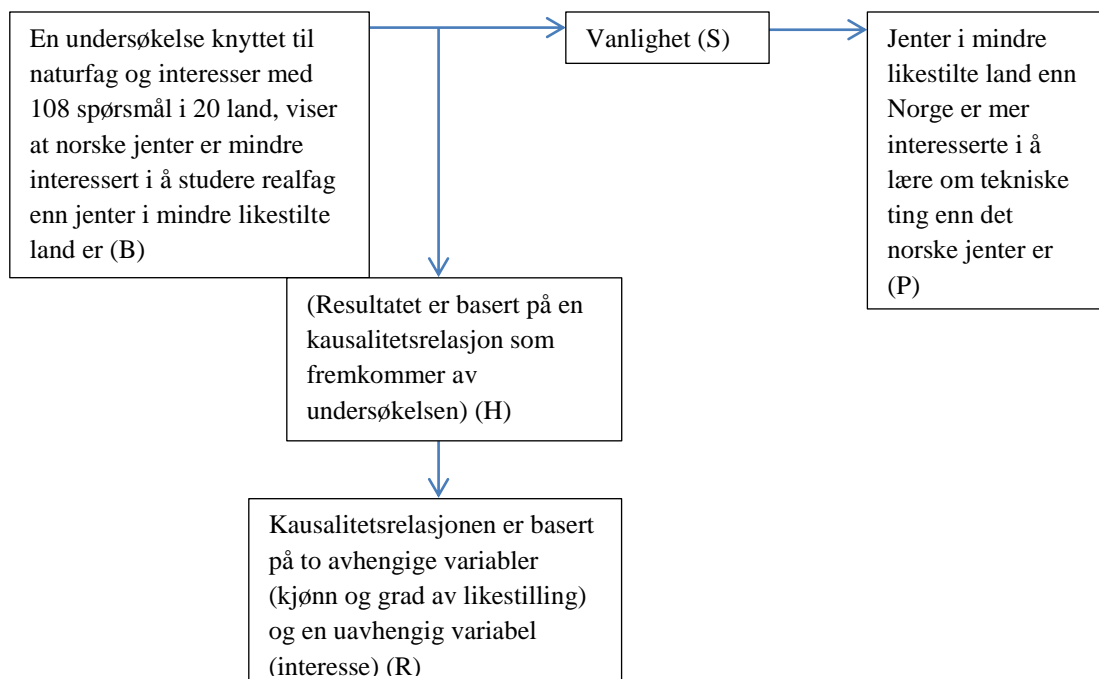 En undersøkelse knyttet til
naturfag og interesser med
108 spørsmål i 20 land, viser
at norske jenter er mindre
interessert i å studere realfag
enn jenter i mindre likestilte
land er (B)
Vanlighet (S)
Jenter i mindre
likestilte land enn
Norge er mer
interesserte i å
lære om tekniske
ting enn det
norske jenter er
(P)
(Resultatet er basert på en
kausalitetsrelasjon som
fremkommer av
undersøkelsen) (H)
Kausalitetsrelasjonen er basert
på to avhengige variabler
(kjønn og grad av likestilling)
og en uavhengig variabel
(interesse) (R)